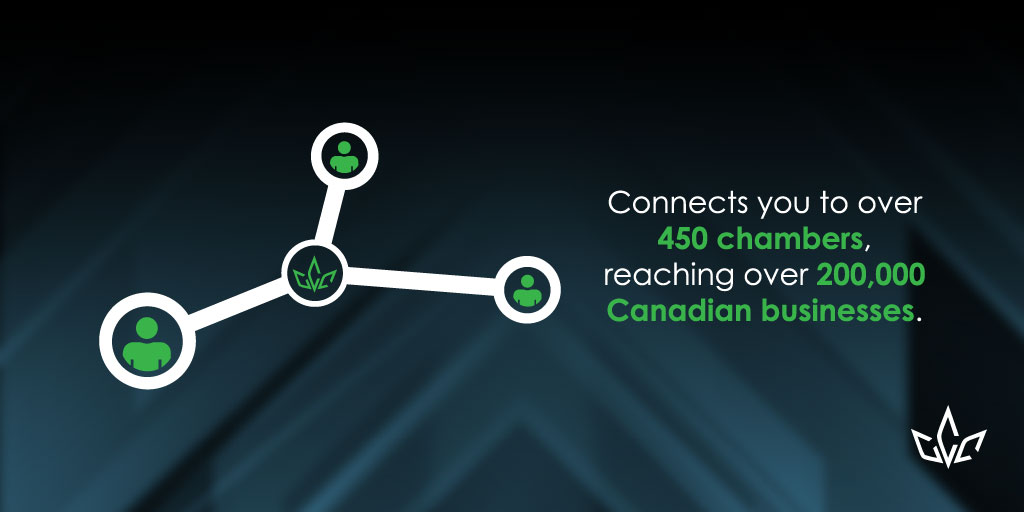 Connects you to over
450 chambers,
reaching over 200,000
Canadian businesses.